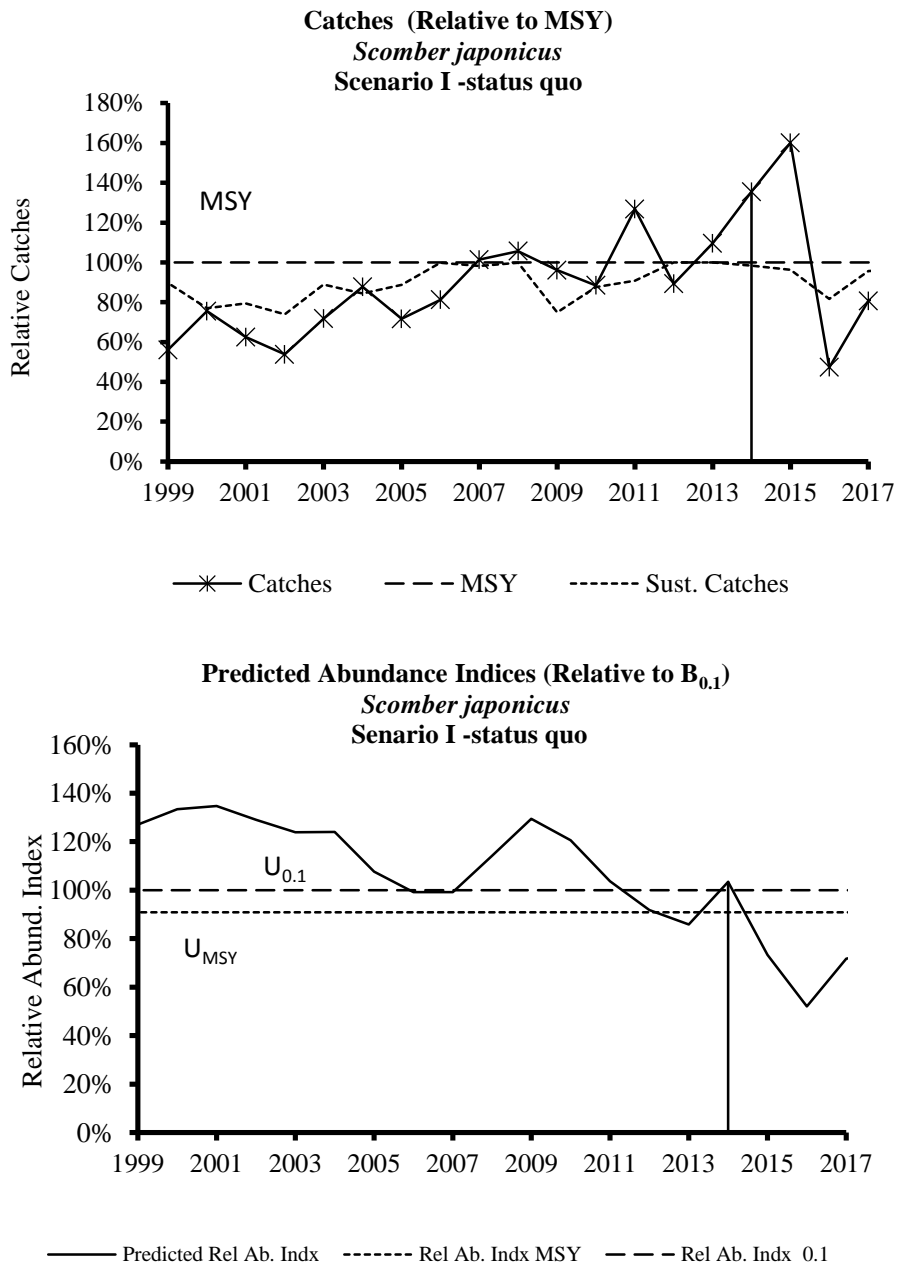 Catches (Relative to MSY)
Scomber japonicus
Scenario I -status quo
180%
160%
140%
120%
100%
80%
60%
40%
20%
0%
Relative Catches
MSY
1999 2001 2003 2005 2007 2009 2011 2013 2015 2017
Catches MSY Sust. Catches
Predicted Abundance Indices (Relative to B0.1)
Scomber japonicus
Senario I -status quo
160%
140%
120%
100%
80%
60%
40%
20%
0%
Relative Abund. Index
U0.1
UMSY
1999 2001 2003 2005 2007 2009 2011 2013 2015 2017
Predicted Rel Ab. Indx Rel Ab. Indx MSY Rel Ab. Indx 0.1